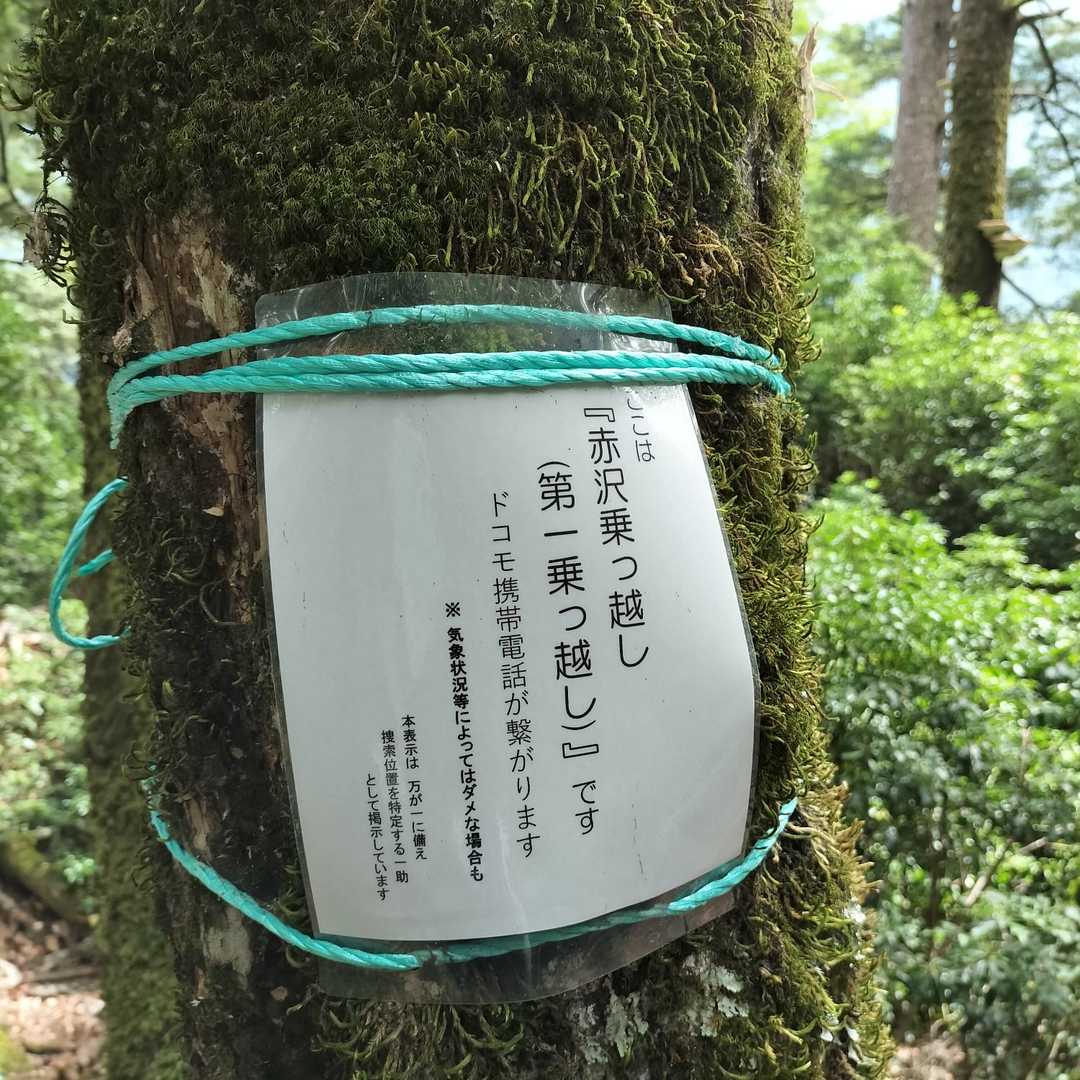 ここは
『赤沢乗っ越し
(第一乗っ越し)』です
ドコモ携帯電話が繋がります
※ 気象状況等によってはダメな場合も
本表示は 万が一に備え
捜索位置を特定する一助
として掲示しています